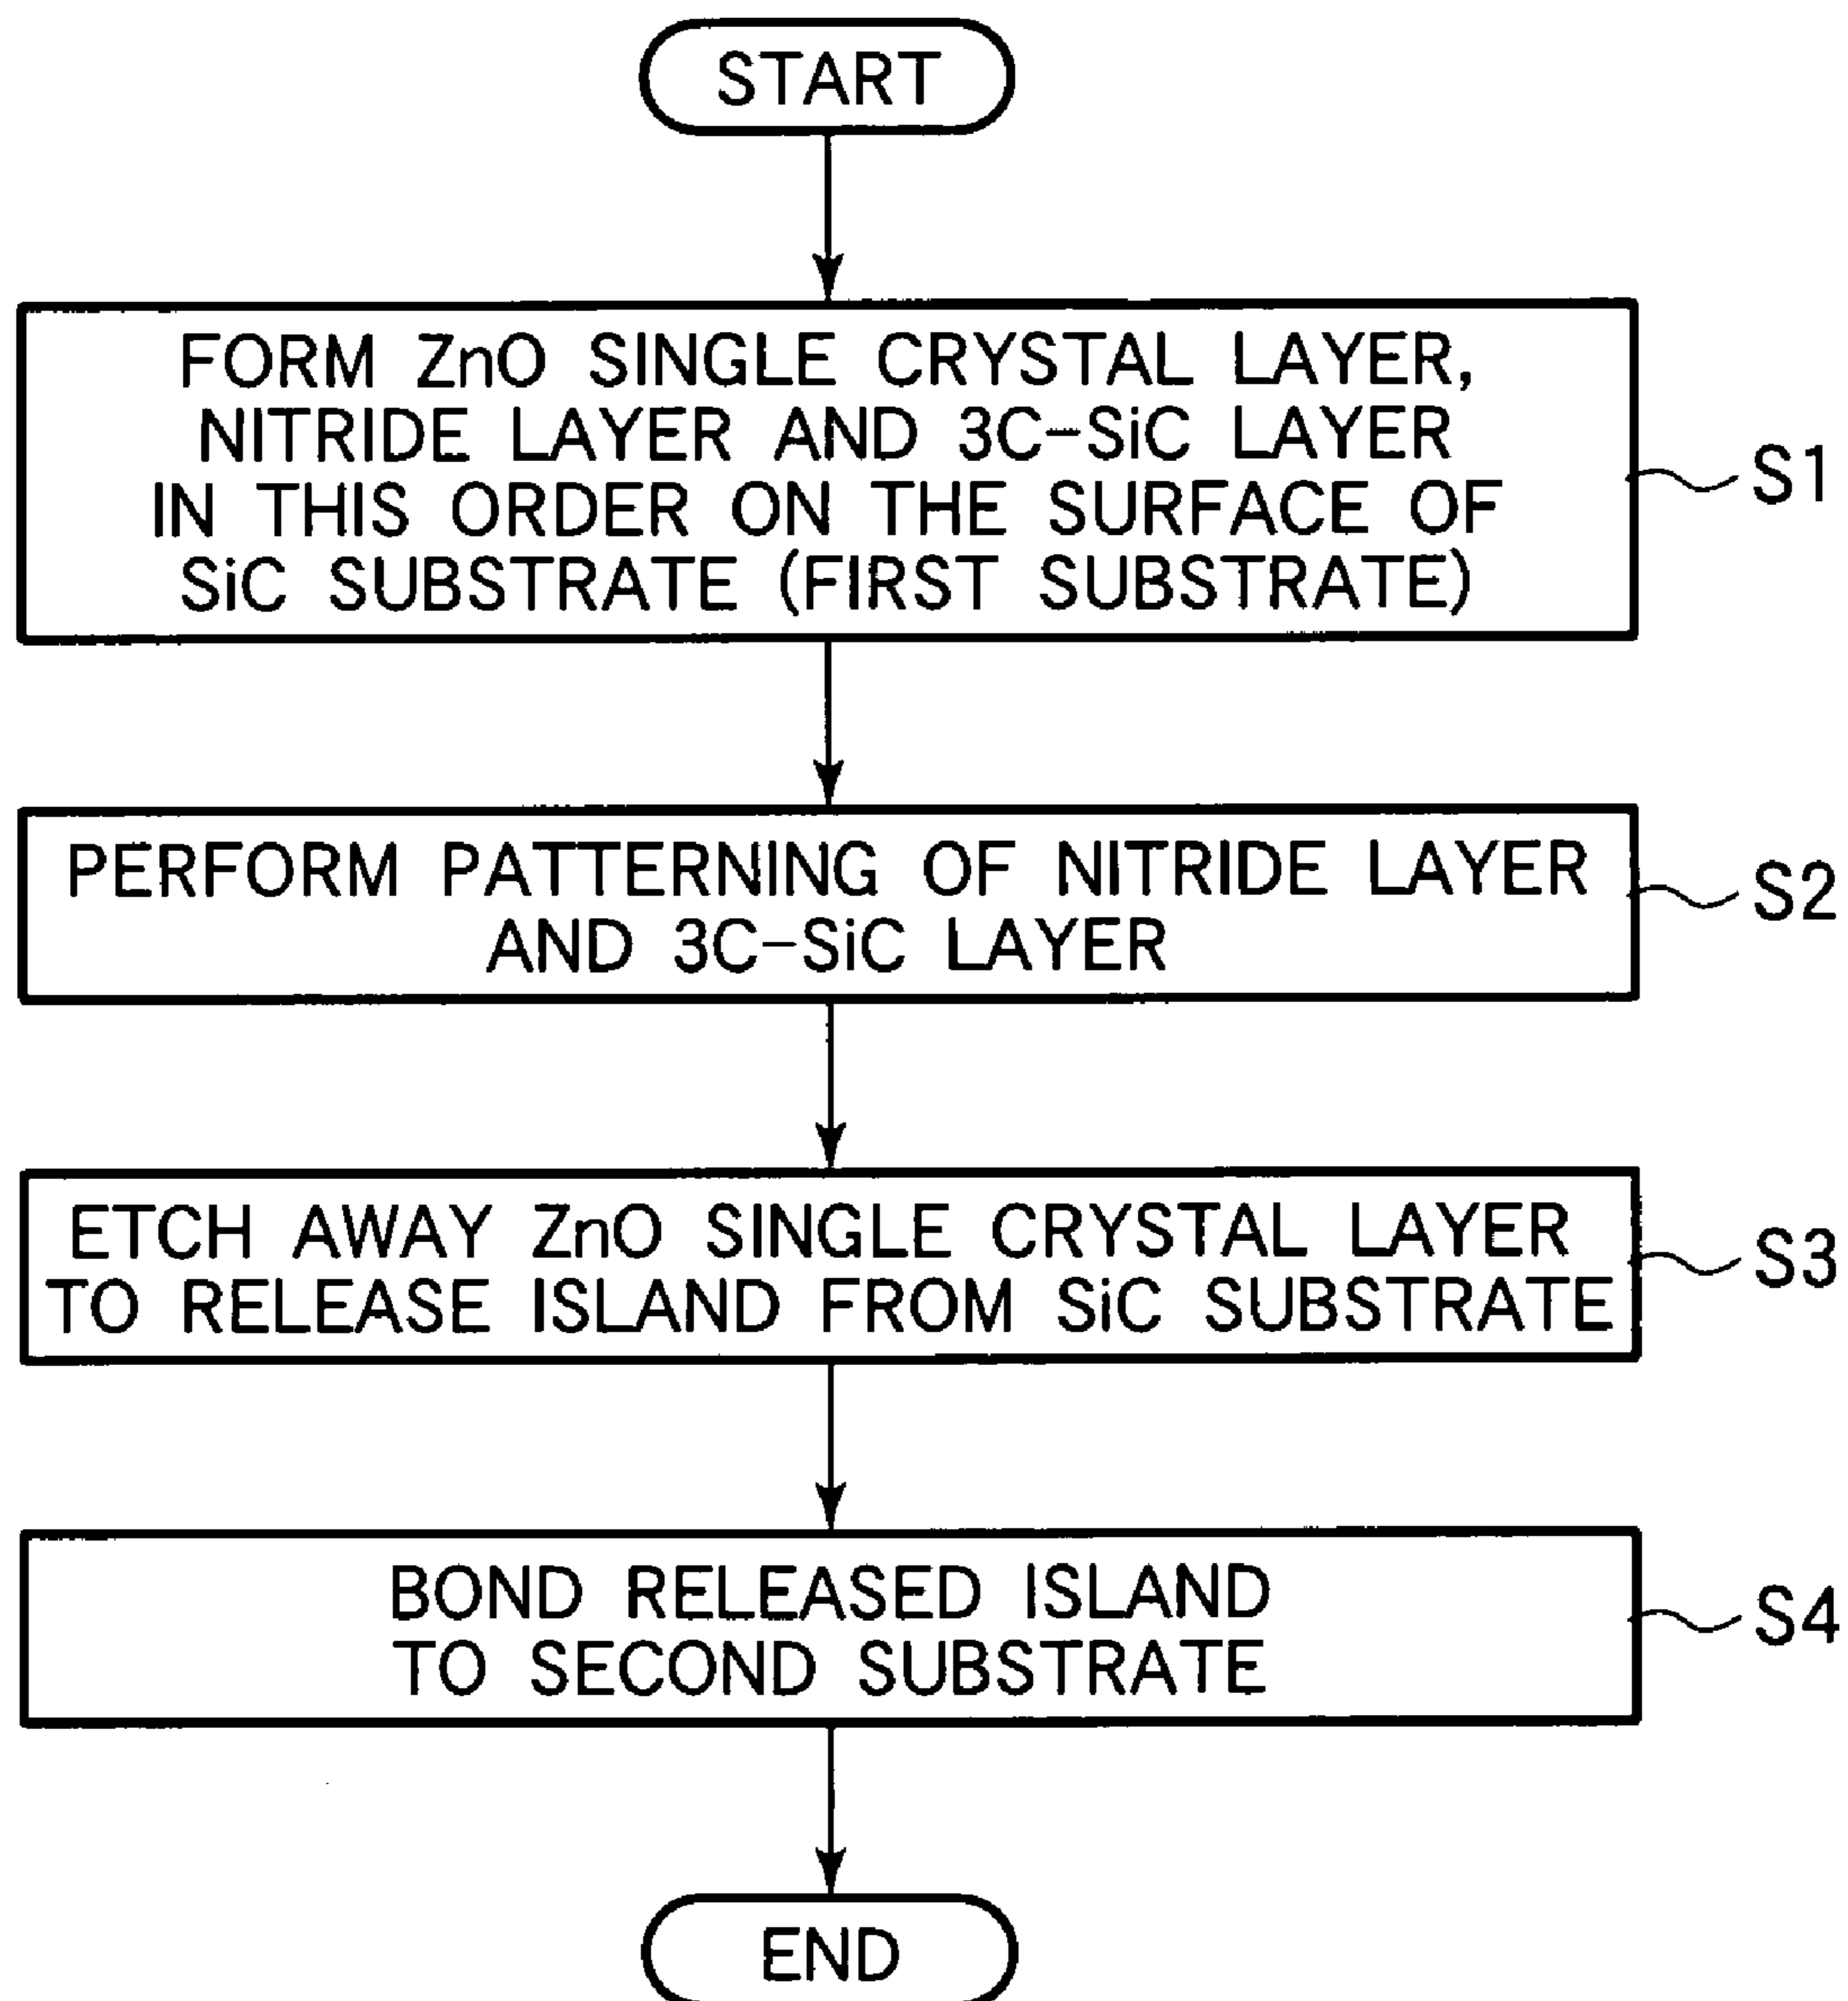 START
FORM ZnO SINGLE CRYSTAL LAYER,
NITRIDE LAYER AND 3C-SiC LAYER
IN THIS ORDER ON THE SURFACE OF
SiC SUBSTRATE (FIRST SUBSTRATE)
S1
PERFORM PATTERNING OF NITRIDE LAYER
AND 3C-SiC LAYER
S2
ETCH AWAY ZnO SINGLE CRYSTAL LAYER
TO RELEASE ISLAND FROM SiC SUBSTRATE
S3
BOND RELEASED ISLAND
TO SECOND SUBSTRATE
S4
END